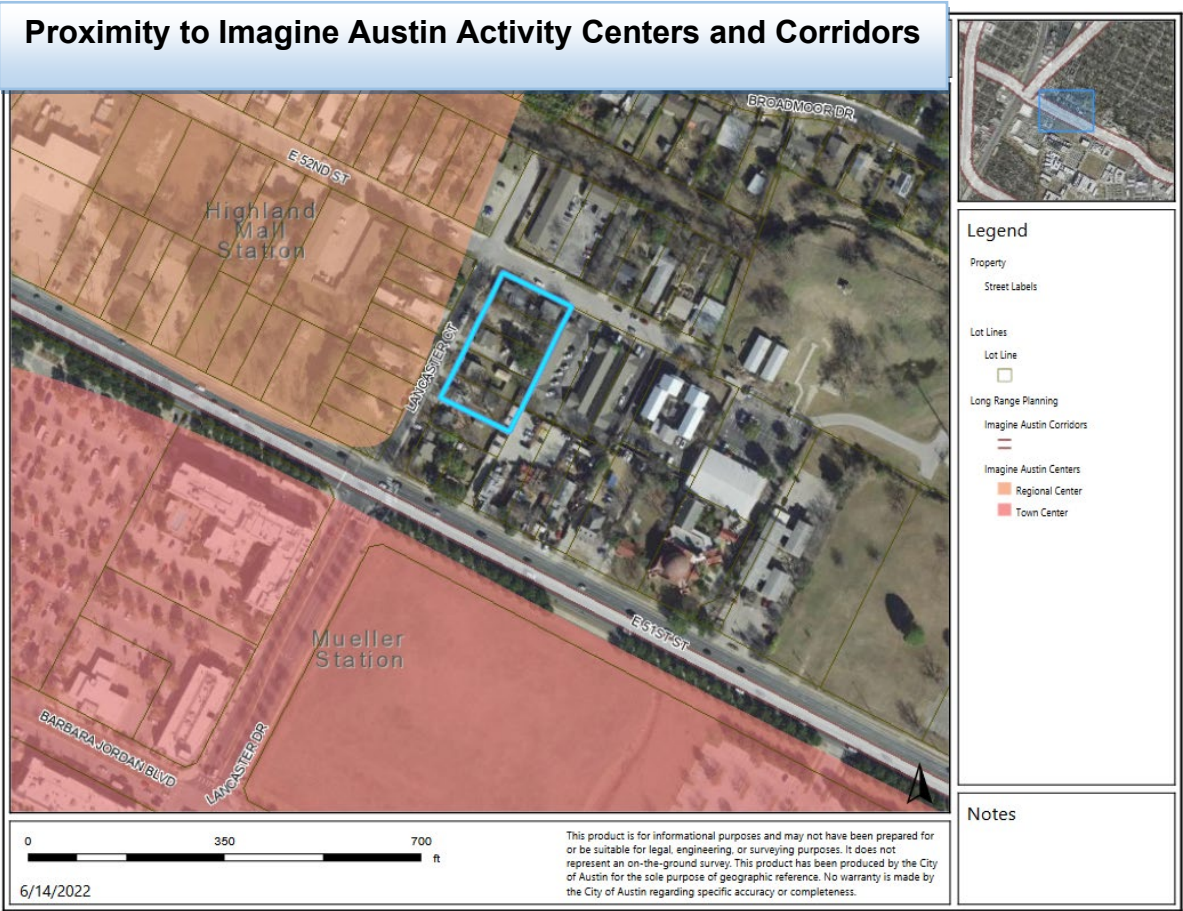 Proximity to Imagine Austin Activity Centers and Corridors
BROADMOOR DR.
E 52ND ST
Highland
Mall
Station
LANCASTER CT
E 51ST ST
Mueller
Station
BARBARA JORDAN BLVD
LANCASTER DR
Legend
Property
Street Labels
Lot Lines
Lot Line
Long Range Planning
Imagine Austin Corridors
Imagine Austin Centers
Regional Center
Town Center
Notes
0 350 700
ft
6/14/2022
This product is for informational purposes and may not have been prepared for
or be suitable for legal, engineering, or surveying purposes. It does not
represent an on-the-ground survey. This product has been produced by the City
of Austin for the sole purpose of geographic reference. No warranty is made by
the City of Austin regarding specific accuracy or completeness.